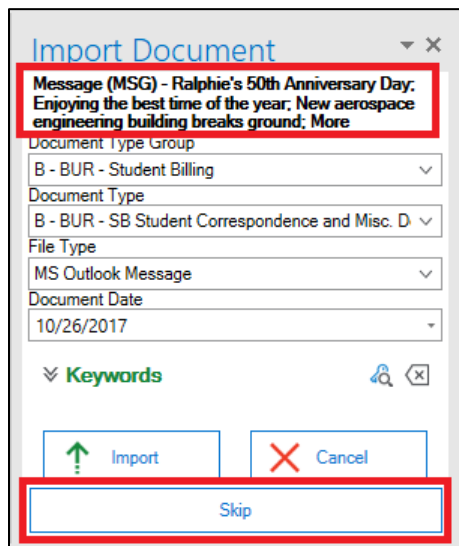 Import Document
Message (MSG) - Ralphie's 50th Anniversary Day;
Enjoying the best time of the year; New aerospace
engineering building breaks ground; More
Document Type Group
B - BUR - Student Billing
Document Type
B - BUR - SB Student Correspondence and Misc. D
File Type
MS Outlook Message
Document Date
10/26/2017
Keywords
Import Cancel
Skip